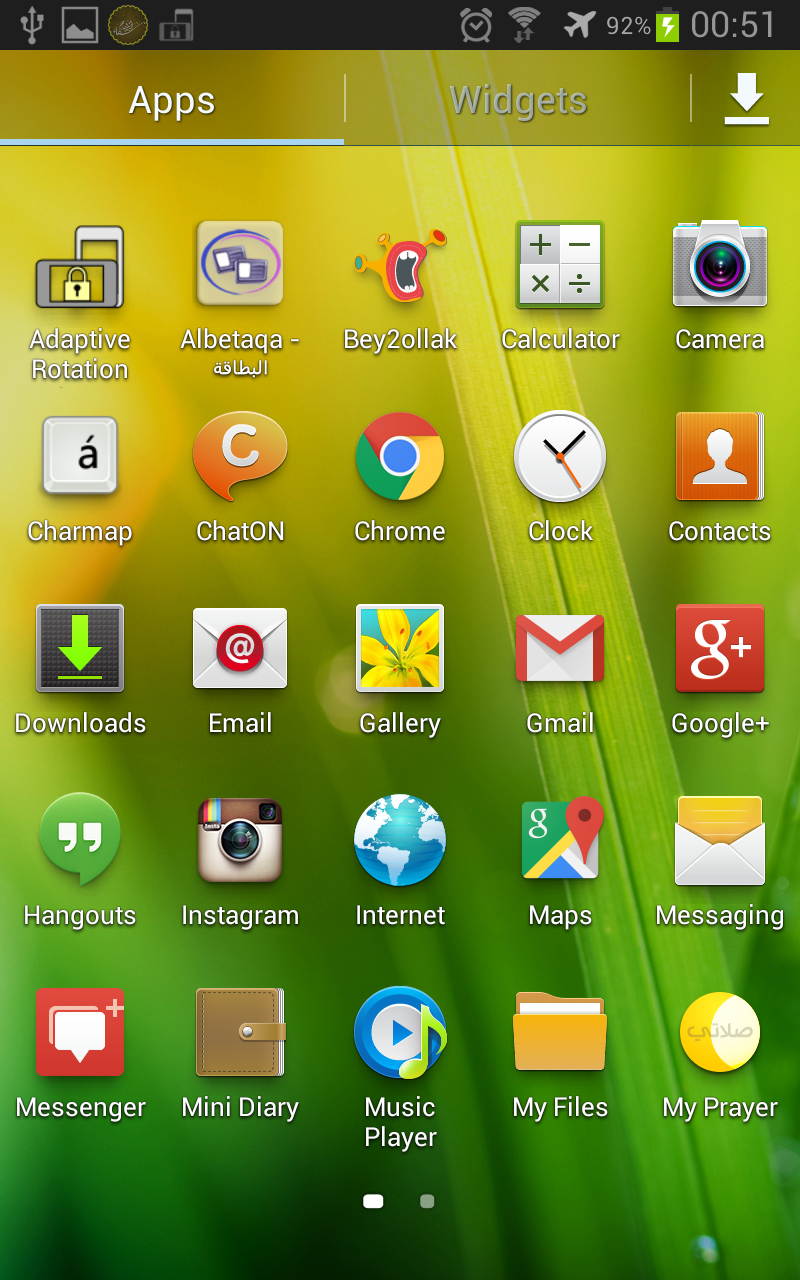 92% 00:51
Apps Widgets
Adaptive Rotation
Albetaqa - البطاقة
Bey2ollak
Calculator
Camera
á
Charmap
C
ChatON
Chrome
Clock
Contacts
Downloads
@
Email
Gallery
Gmail
g+
Google+
Hangouts
Instagram
Internet
g
Maps
Messaging
Messenger
Mini Diary
Music Player
My Files
صلاتي
My Prayer